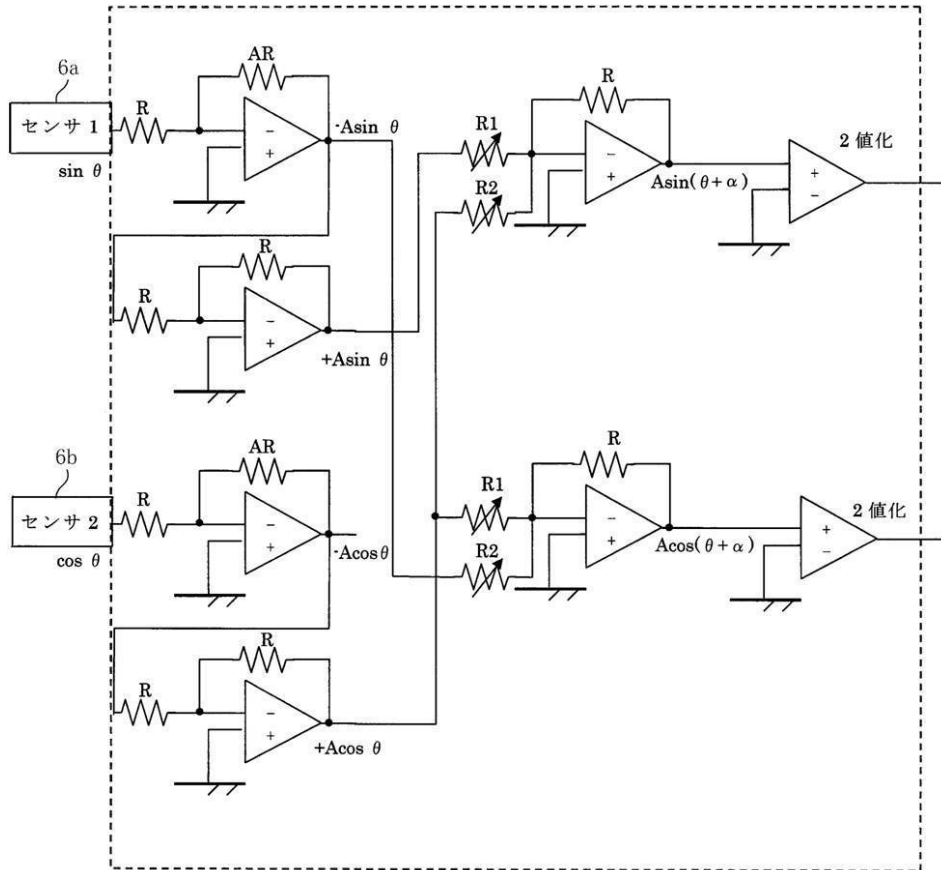 6a
センサ 1
sin θ
R
AR
-Asin θ
R
R
+Asin θ
R1
R2
R
Asin(θ+α)
2 値化
6b
センサ 2
cos θ
R
AR
-Acosθ
R
R
+Acos θ
R1
R2
R
Acos(θ+α)
2 値化